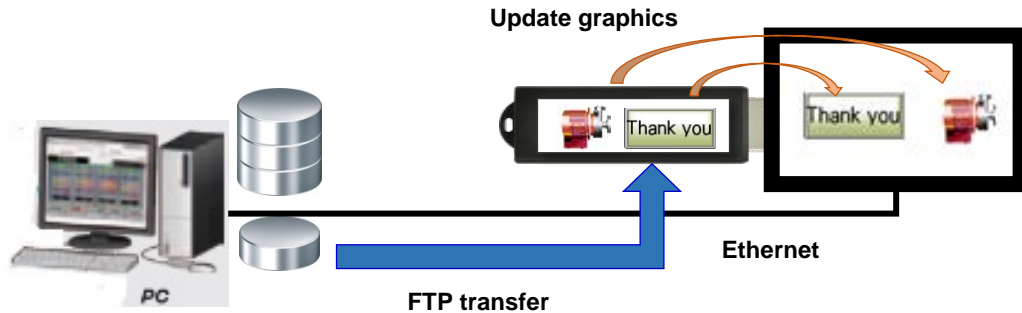 Update graphics
Thank you
Thank you
Ethernet
PC
FTP transfer